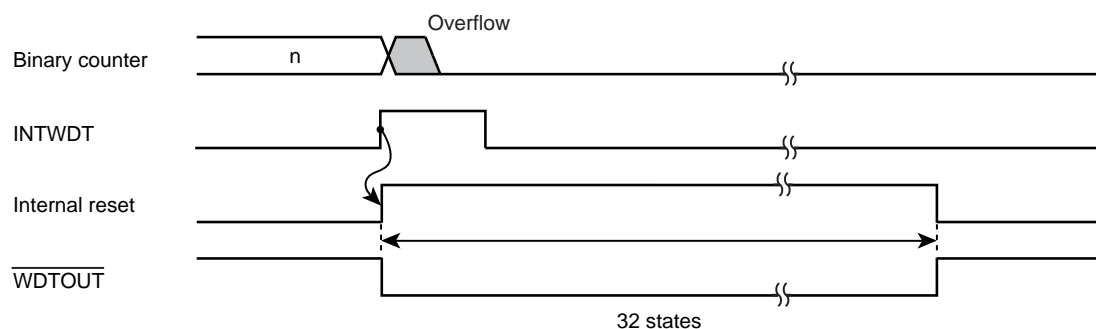 Overflow
Binary counter
n
INTWDT
Internal reset
WDTOUT
32 states